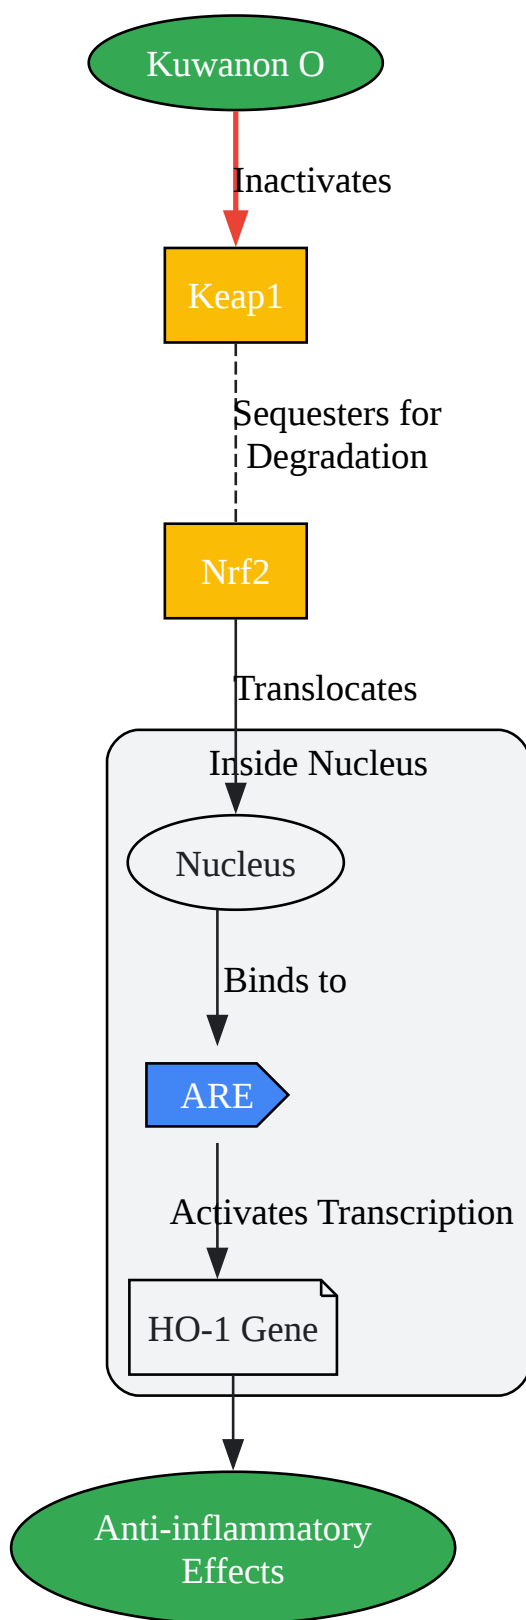 Kuwanon O
Inactivates
Keap1
Sequesters for
Degradation
Nrf2
Translocates
Inside Nucleus
Nucleus
Binds to
ARE
Activates Transcription
HO-1 Gene
Anti-inflammatory
Effects